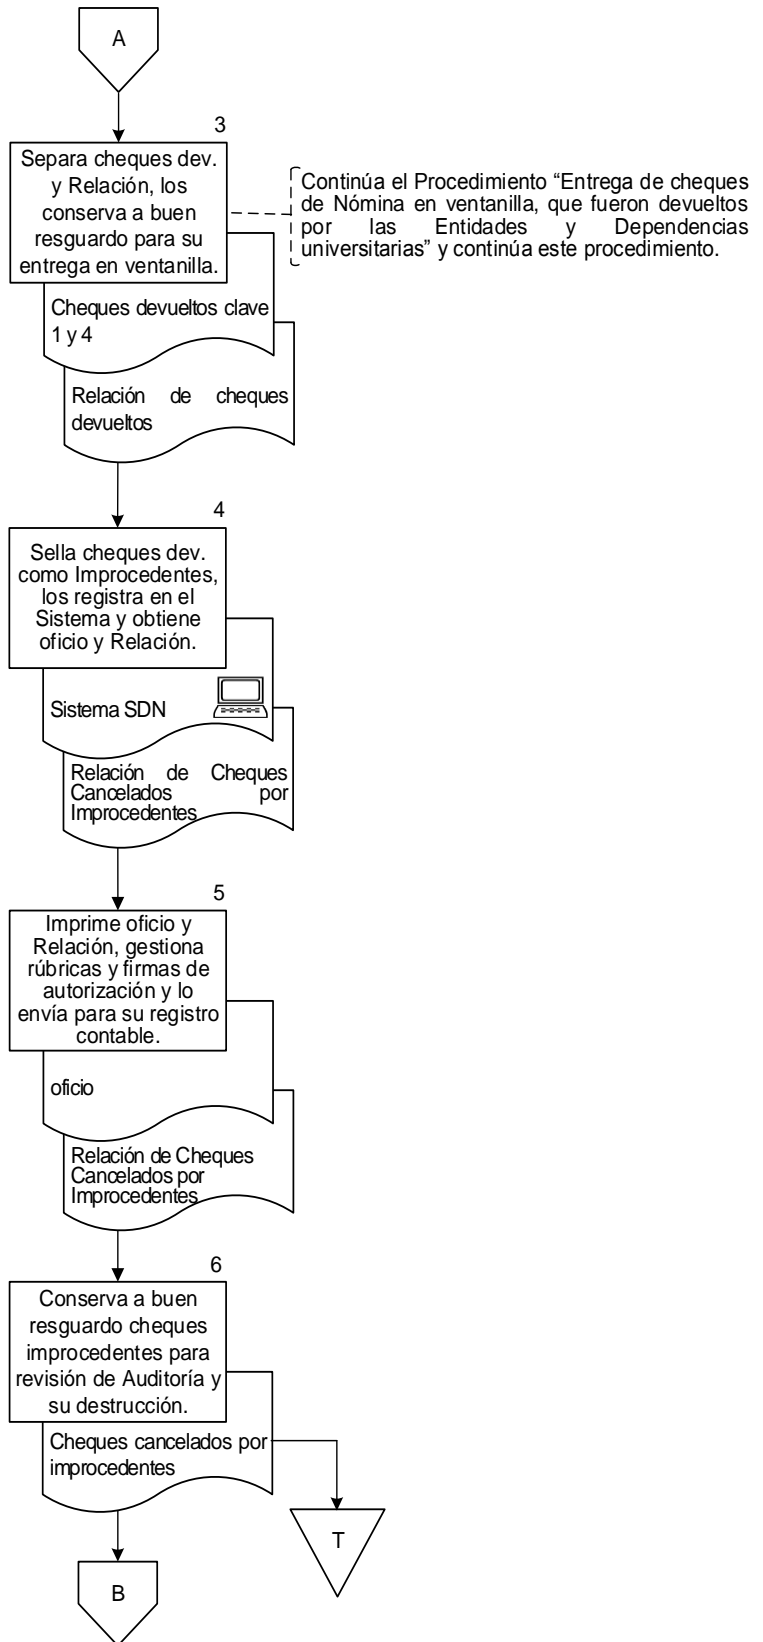 A
3
Separa cheques dev.
y Relación, los
conserva a buen
resguardo para su
entrega en ventanilla.
Continúa el Procedimiento “Entrega de cheques
de Nómina en ventanilla, que fueron devueltos
por las Entidades y Dependencias
universitarias” y continúa este procedimiento.
Cheques devueltos clave
1 y 4
Relación de cheques
devueltos
4
Sella cheques dev.
como Improcedentes,
los registra en el
Sistema y obtiene
oficio y Relación.
Sistema SDN
Relación de Cheques
Cancelados por
Improcedentes
5
Imprime oficio y
Relación, gestiona
rúbricas y firmas de
autorización y lo
envía para su registro
contable.
oficio
Relación de Cheques
Cancelados por
Improcedentes
6
Conserva a buen
resguardo cheques
improcedentes para
revisión de Auditoría y
su destrucción.
Cheques cancelados por
improcedentes
T
B